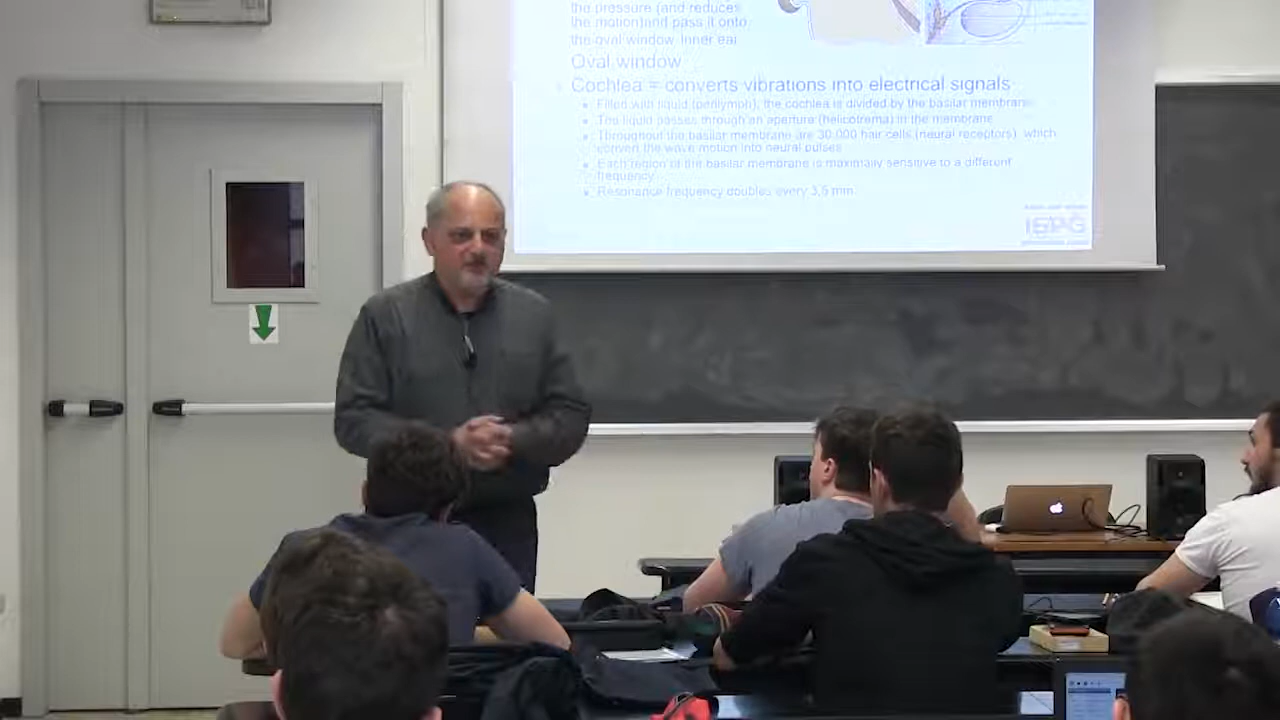 the pressure (and reduces
the motion)and pass it onto
the oval window Inner ear
Oval window
Cochlea = converts vibrations into electrical signals
Filled with liquid (perilymph), the cochlea is divided by the basilar membrane
The liquid passes through an aperture (helicotrema) in the membrane
Throughout the basilar membrane are 30.000 hair cells (neural receptors), which
convert the wave motion into neural pulses
Each region of the basilar membrane is maximally sensitive to a different
frequency
Resonance frequency doubles every 3,5 mm